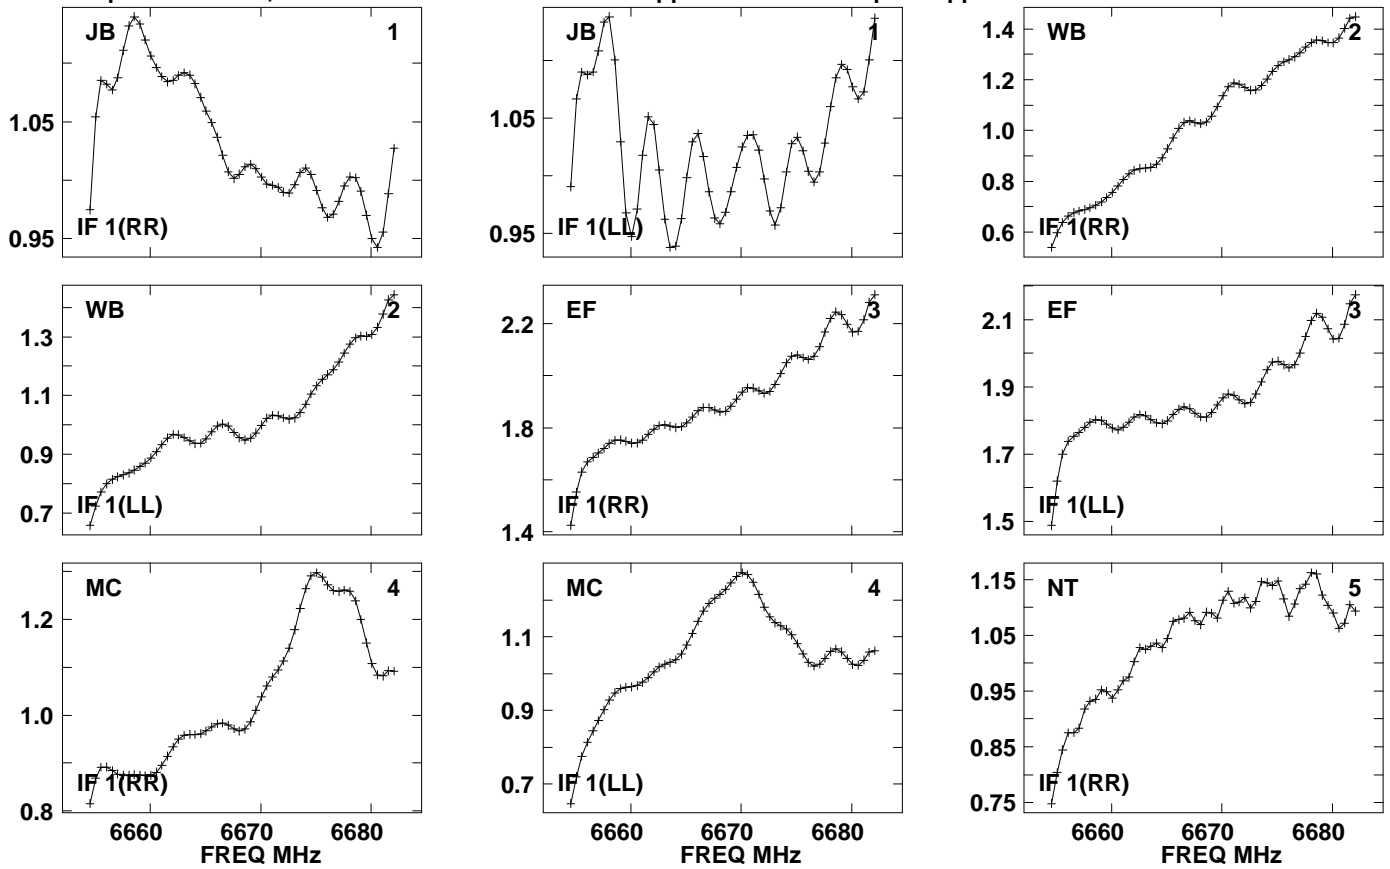 JB 1
1.05
0.95
IF 1(RR)
JB 1
1.05
0.95
IF 1(LL)
WB 2
1.4
1.2
1.0
0.8
0.6
IF 1(RR)
WB 2
1.3
1.1
0.9
0.7
IF 1(LL)
EF 3
2.2
1.8
1.4
IF 1(RR)
EF 3
2.1
1.9
1.7
1.5
IF 1(LL)
MC 4
1.2
1.0
0.8
IF 1(RR)
6660 6670 6680
FREQ MHz
MC 4
1.1
0.9
0.7
IF 1(LL)
6660 6670 6680
FREQ MHz
NT 5
1.15
1.05
0.95
0.85
0.75
IF 1(RR)
6660 6670 6680
FREQ MHz